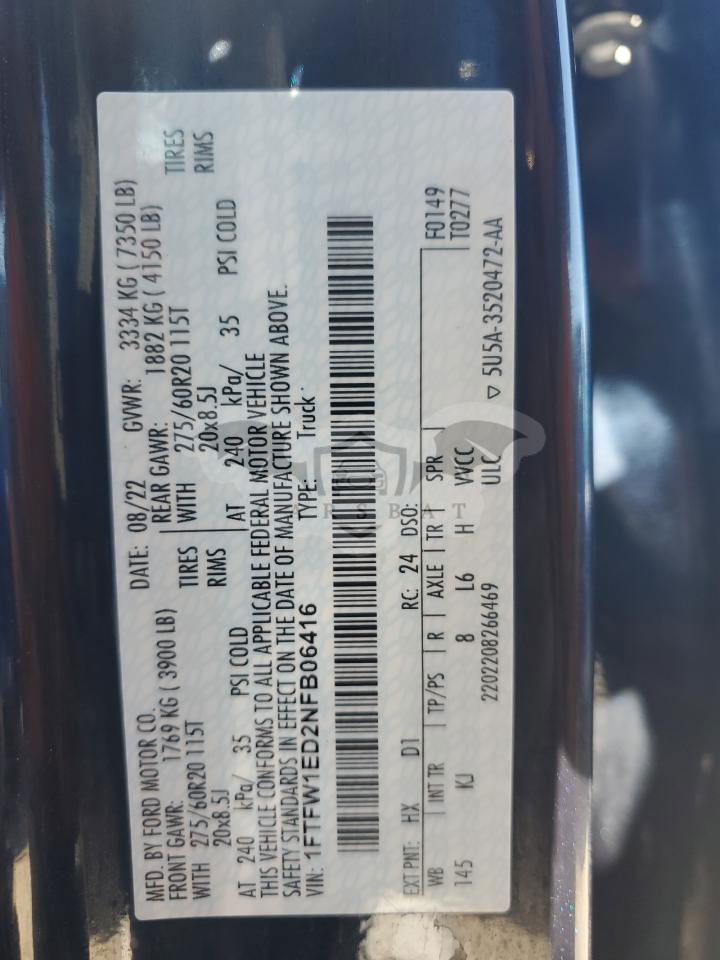 MFD. BY FORD MOTOR CO. DATE: 08/22 GVWR: 3334 KG ( 7350 LB)
FRONT GAWR: 1769 KG ( 3900 LB) REAR GAWR: 1882 KG ( 4150 LB)
WITH 275/60R20 115T TIRES WITH 275/60R20 115T TIRES
20x8.5J RIMS 20x8.5J RIMS
AT 240 kPa/ 35 PSI COLD AT 240 kPa/ 35 PSI COLD
THIS VEHICLE CONFORMS TO ALL APPLICABLE FEDERAL MOTOR VEHICLE
SAFETY STANDARDS IN EFFECT ON THE DATE OF MANUFACTURE SHOWN ABOVE.
VIN: 1FTFW1ED2NFB06416 TYPE: Truck
EXT PNT: HX D1 RC: 24 DSO: F0149
WB INT TR TP/PS R AXLE TR SPR T0277
145 KJ 8 L6 H VVCC
2202208266469 ULC ▽ 5U5A-3520472-AA